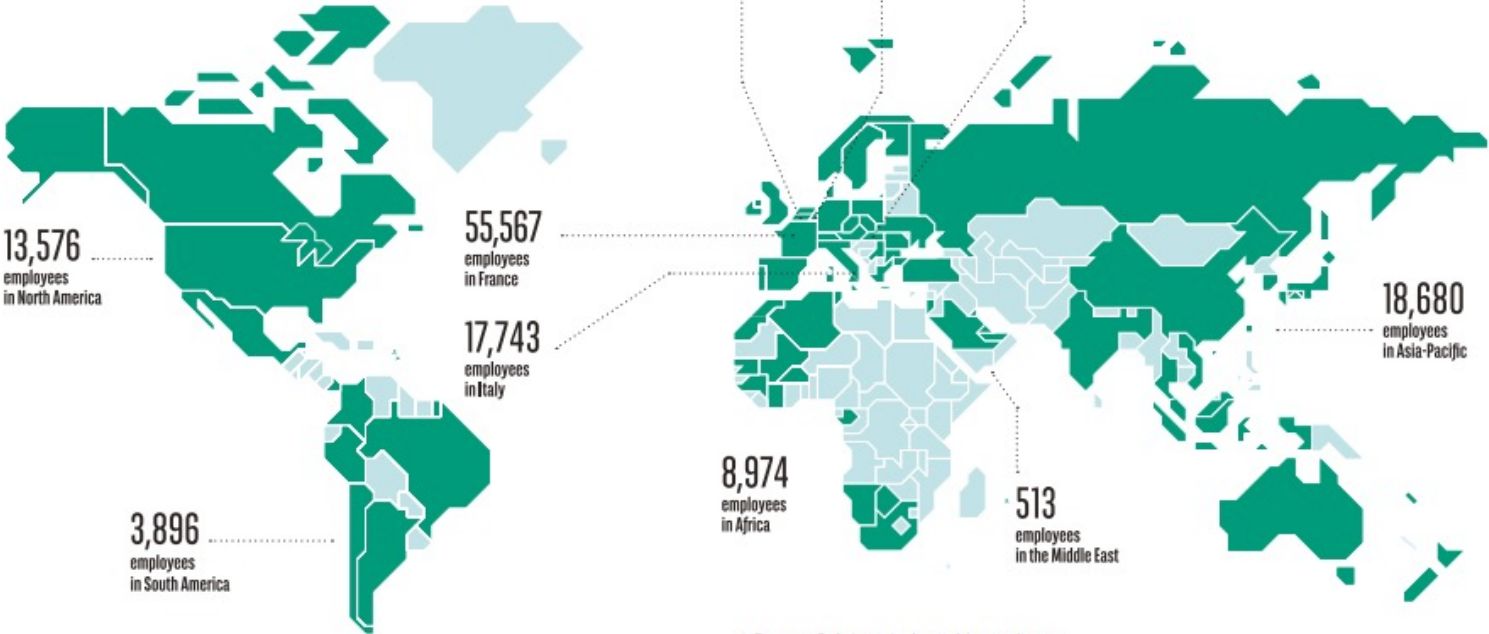 13,576
employees
in North America
55,567
employees
in France
17,743
employees
in Italy
3,896
employees
in South America
8,974
employees
in Africa
513
employees
in the Middle East
18,680
employees
in Asia-Pacific